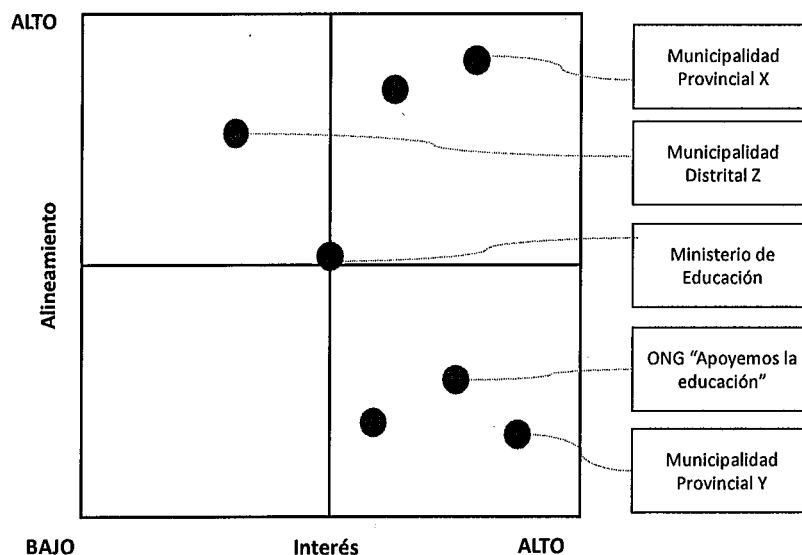 ALTO
Municipalidad
Provincial X
Municipalidad
Distrital Z
Alineamiento
Ministerio de
Educación
ONG “Apoyemos la
educación”
Municipalidad
Provincial Y
BAJO
Interés
ALTO